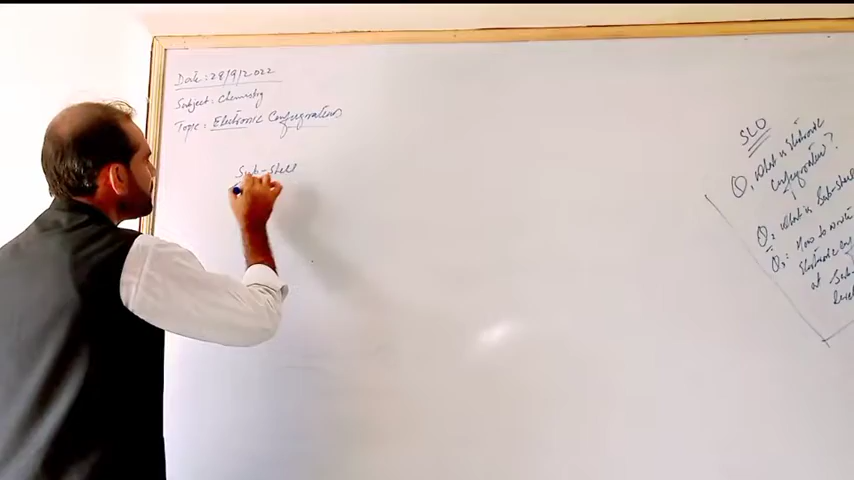 Date: 28/9/2022
Subject: Chemistry
Topic: Electronic Configuration
Sub-Shell
SLO
Q1, What is Electronic
Configuration?
Q2 What is Sub-Shell
Q3: How to write
Electronic
at Sub